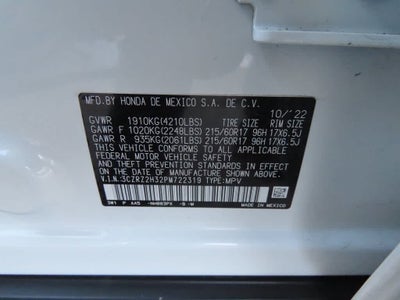 MFD.BY HONDA DE MEXICO S.A. DE C.V. 10/'22
GVWR 1910KG(4210LBS) TIRE SIZE RIM SIZE
GAWR F 1020KG(2248LBS) 215/60R17 96H 17X6.5J
GAWR R 935KG(2061LBS) 215/60R17 96H 17X6.5J
THIS VEHICLE CONFORMS TO ALL APPLICABLE
FEDERAL MOTOR VEHICLE SAFETY, BUMPER,
AND THEFT PREVENTION STANDARDS IN EFFECT
ON THE DATE OF MANUFACTURE SHOWN ABOVE.
V.I.N.:3CZRZ2H32PM722319 TYPE:MPV
3W1 P AA5 -B-W
MEXICO